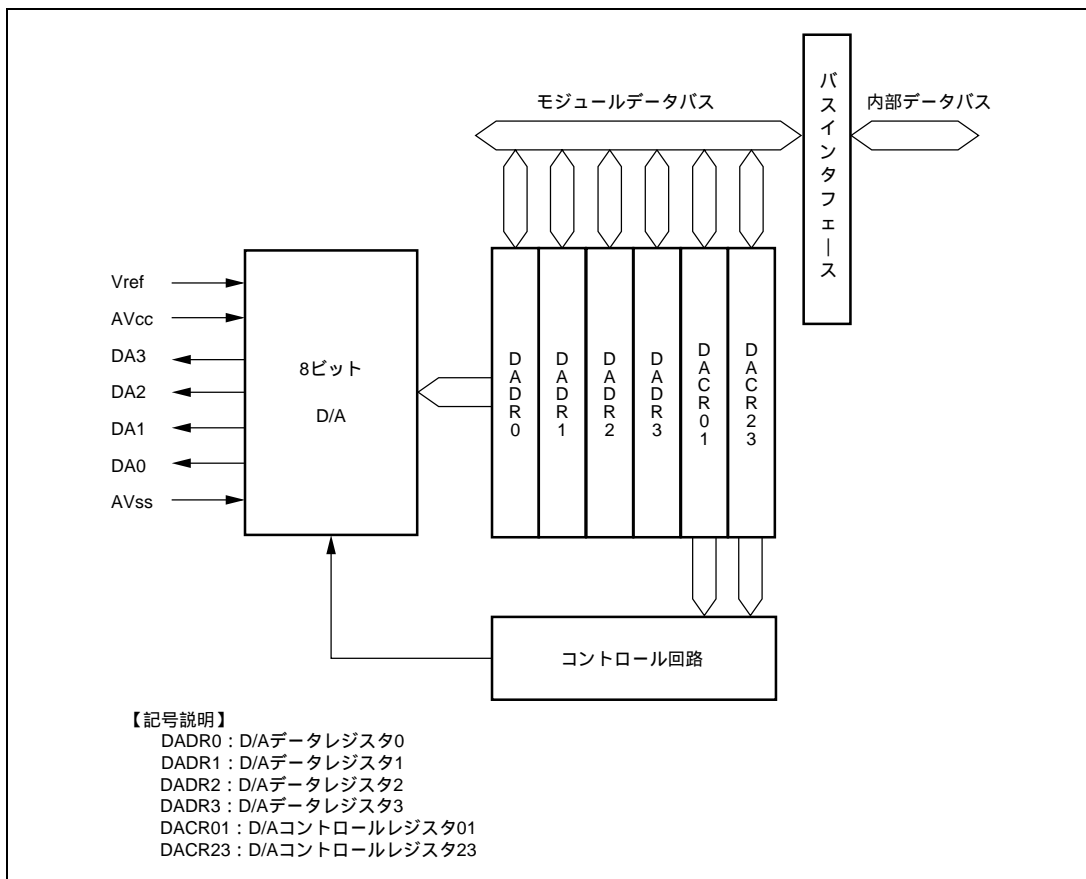 モジュールデータバス
バスインタフェース
内部データバス
Vref
AVcc
DA3
DA2
DA1
DA0
AVss
8ビット
D/A
DADR0
DADR1
DADR2
DADR3
DACR01
DACR23
コントロール回路
【記号説明】
DADR0：D/Aデータレジスタ0
DADR1：D/Aデータレジスタ1
DADR2：D/Aデータレジスタ2
DADR3：D/Aデータレジスタ3
DACR01：D/Aコントロールレジスタ01
DACR23：D/Aコントロールレジスタ23